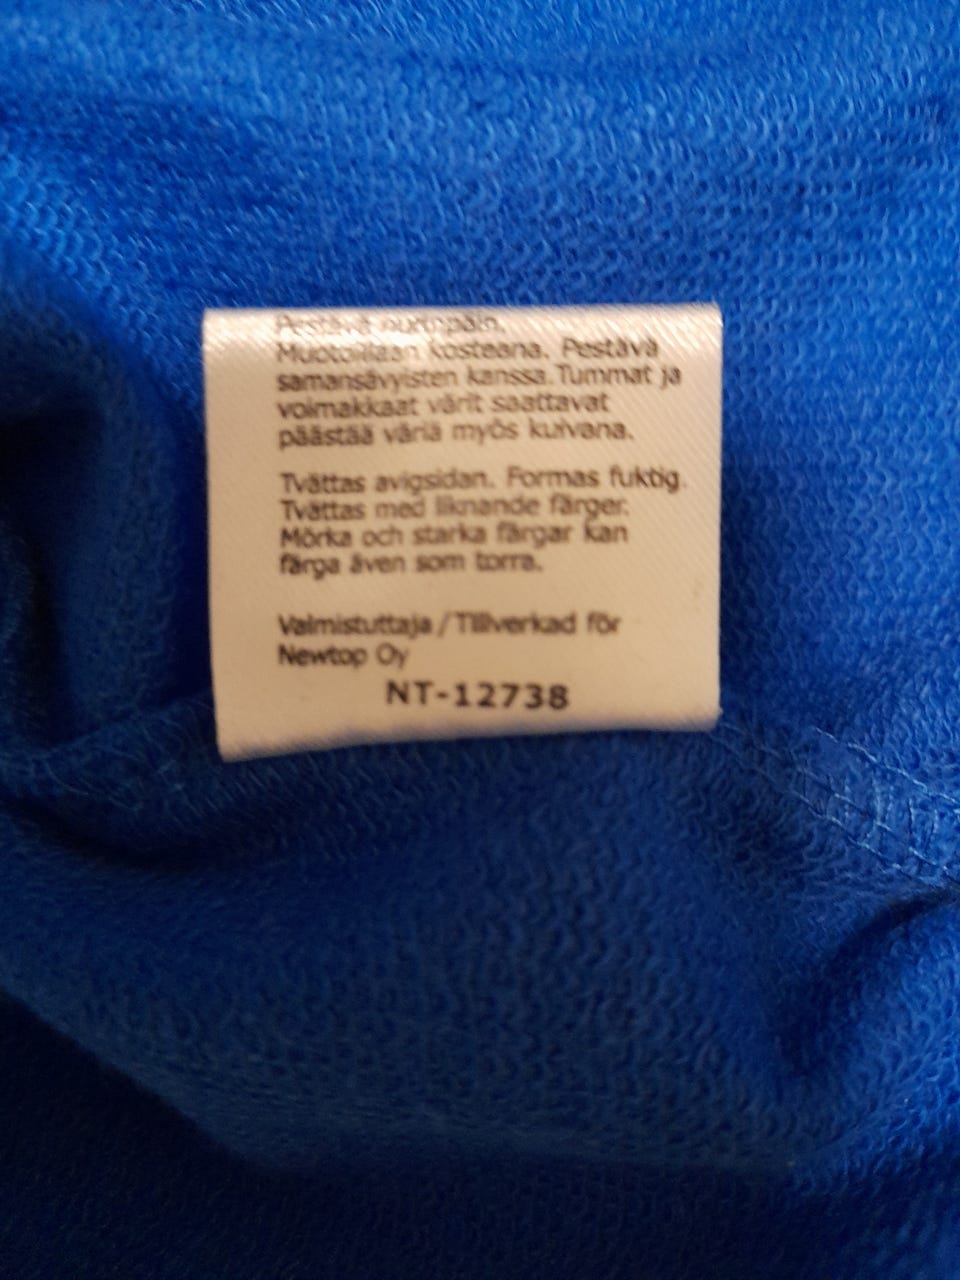 Pestävä nurinpäin.
Muotoillaan kosteana. Pestävä
samansävyisten kanssa. Tummat ja
voimakkaat värit saattavat
päästää väriä myös kuivana.
Tvättas avigsidan. Formas fuktig.
Tvättas med liknande färger.
Mörka och starka färgar kan
färga även som torra.
Valmistuttaja / Tillverkad för
Newtop Oy
NT-12738